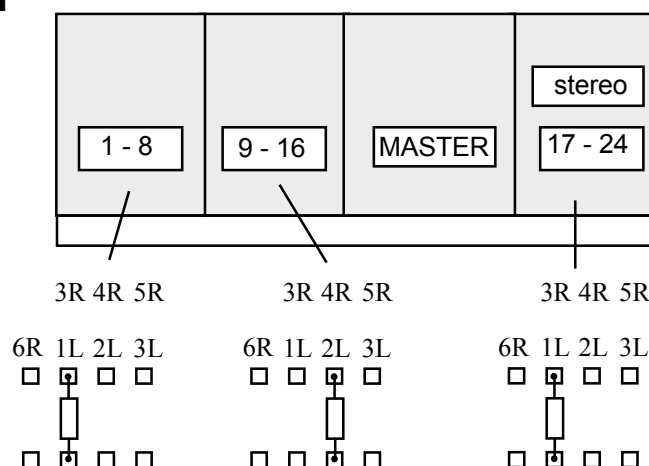 stereo
1 - 8 9 - 16 MASTER 17 - 24
3R 4R 5R 3R 4R 5R 3R 4R 5R
6R 1L 2L 3L 6R 1L 2L 3L 6R 1L 2L 3L